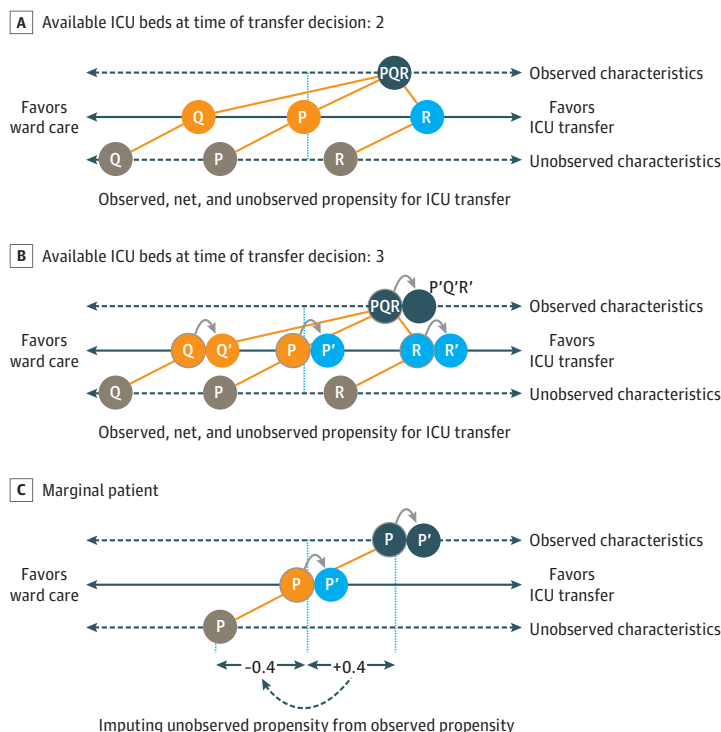 A Available ICU beds at time of transfer decision: 2
PQR
Observed characteristics
Favors
ward care
Q
P
R
Favors
ICU transfer
Q
P
R
Unobserved characteristics
Observed, net, and unobserved propensity for ICU transfer
B Available ICU beds at time of transfer decision: 3
P'Q'R'
PQR
Observed characteristics
Favors
ward care
Q
Q'
P
P'
R
R'
Favors
ICU transfer
Q
P
R
Unobserved characteristics
Observed, net, and unobserved propensity for ICU transfer
C Marginal patient
P
P'
Observed characteristics
Favors
ward care
P
P'
Favors
ICU transfer
P
Unobserved characteristics
-0.4
+0.4
Imputing unobserved propensity from observed propensity